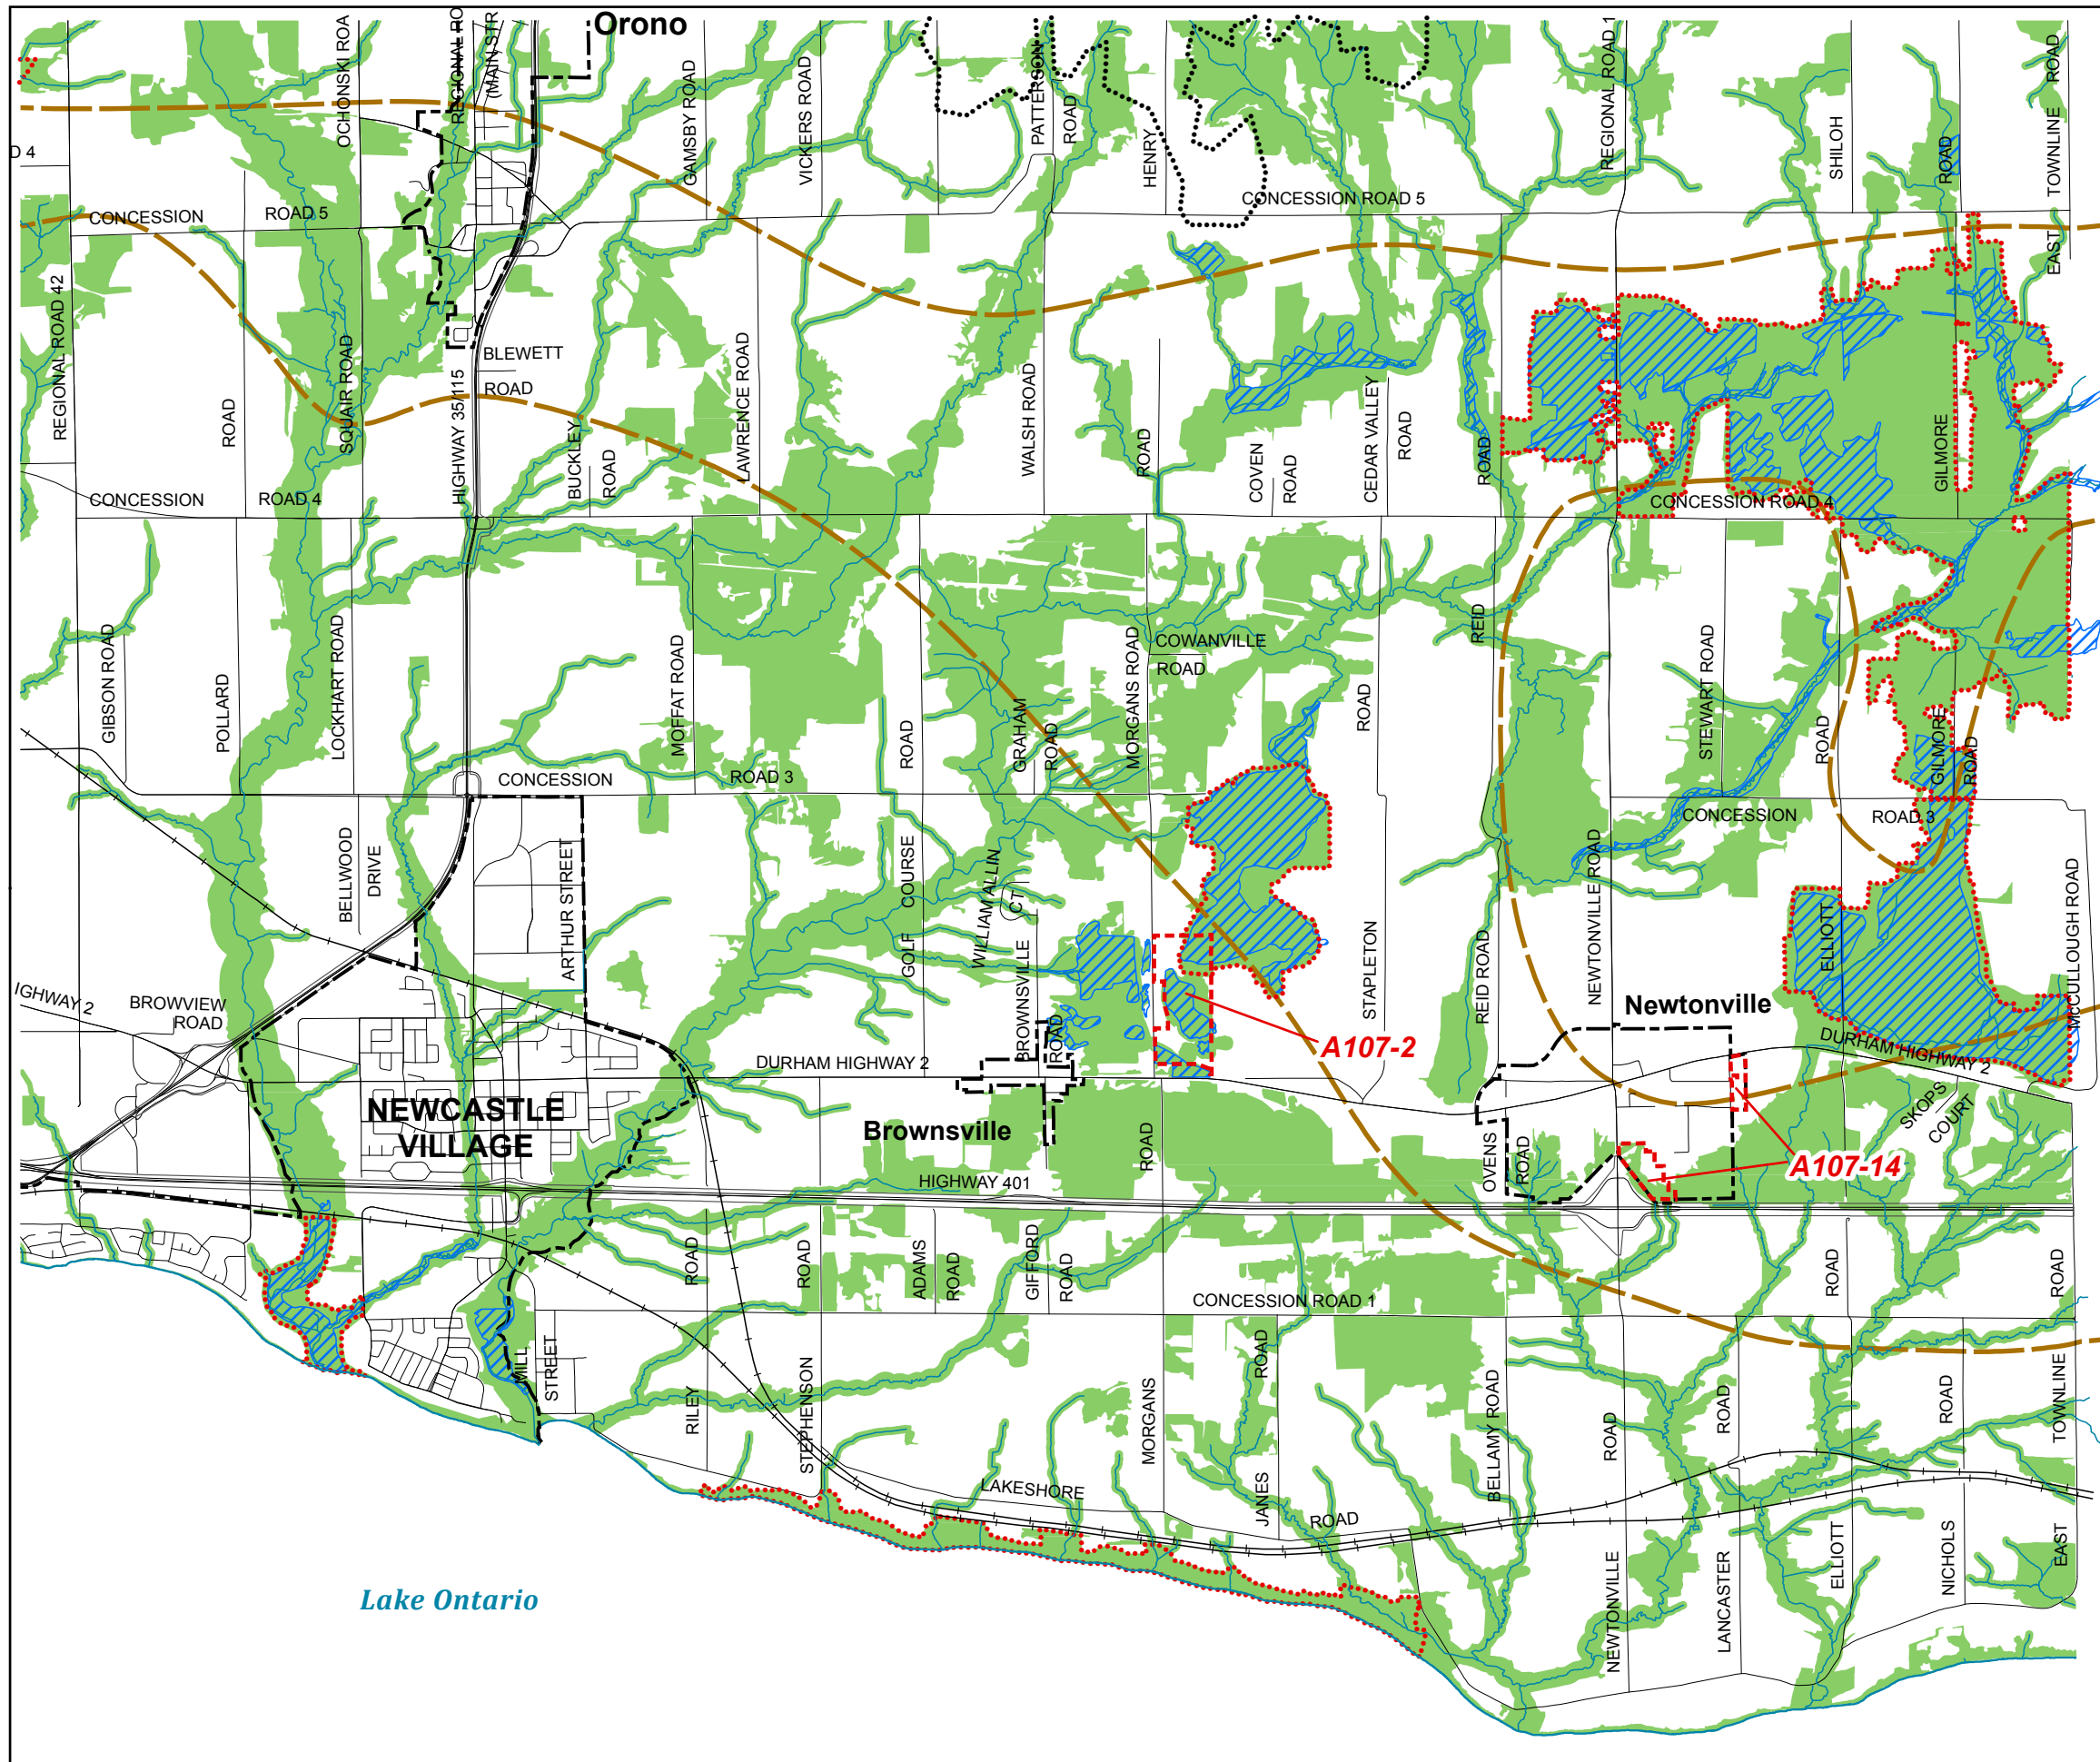 Orono
OCHONSKI ROA
REGIONAL RO
(MAIN STR
GAMSBY ROAD
VICKERS ROAD
PATTERSON
ROAD
HENRY
REGIONAL ROAD 1
SHILOH
ROAD
EAST TOWNLINE ROAD
D 4
CONCESSION
ROAD 5
CONCESSION ROAD 5
REGIONAL ROAD 42
ROAD
SQUAIR ROAD
HIGHWAY 35/115
BLEWETT
ROAD
BUCKLEY
ROAD
LAWRENCE ROAD
WALSH ROAD
ROAD
COVEN
ROAD
CEDAR VALLEY
ROAD
ROAD
GILMORE
CONCESSION
ROAD 4
CONCESSION ROAD 4
GIBSON ROAD
POLLARD
LOCKHART ROAD
MOFFAT ROAD
ROAD
GRAHAM
ROAD
MORGANS ROAD
COWANVILLE
ROAD
ROAD
REID
STEWART ROAD
ROAD
GILMORE
ROAD
CONCESSION
ROAD 3
CONCESSION
ROAD 3
BELLWOOD
DRIVE
ARTHUR STREET
GOLF COURSE
WILLIAM ALLIN
CT
BROWNSVILLE
ROAD
STAPLETON
REID ROAD
NEWTONVILLE ROAD
ELLIOTT
McCULLOUGH ROAD
IGHWAY 2
BROWVIEW
ROAD
Newtonville
A107-2
DURHAM HIGHWAY 2
DURHAM HIGHWAY 2
NEWCASTLE
VILLAGE
Brownsville
ROAD
OVENS
ROAD
SKOPS
COURT
A107-14
HIGHWAY 401
ROAD
ROAD
ADAMS
ROAD
GIFFORD
ROAD
ROAD
ROAD
CONCESSION ROAD 1
MILL
STREET
RILEY
STEPHENSON
MORGANS
JANES
ROAD
BELLAMY ROAD
ROAD
ROAD
ROAD
TOWNLINE
LAKESHORE
ROAD
NEWTONVILLE
LANCASTER
ELLIOTT
NICHOLS
EAST
Lake Ontario